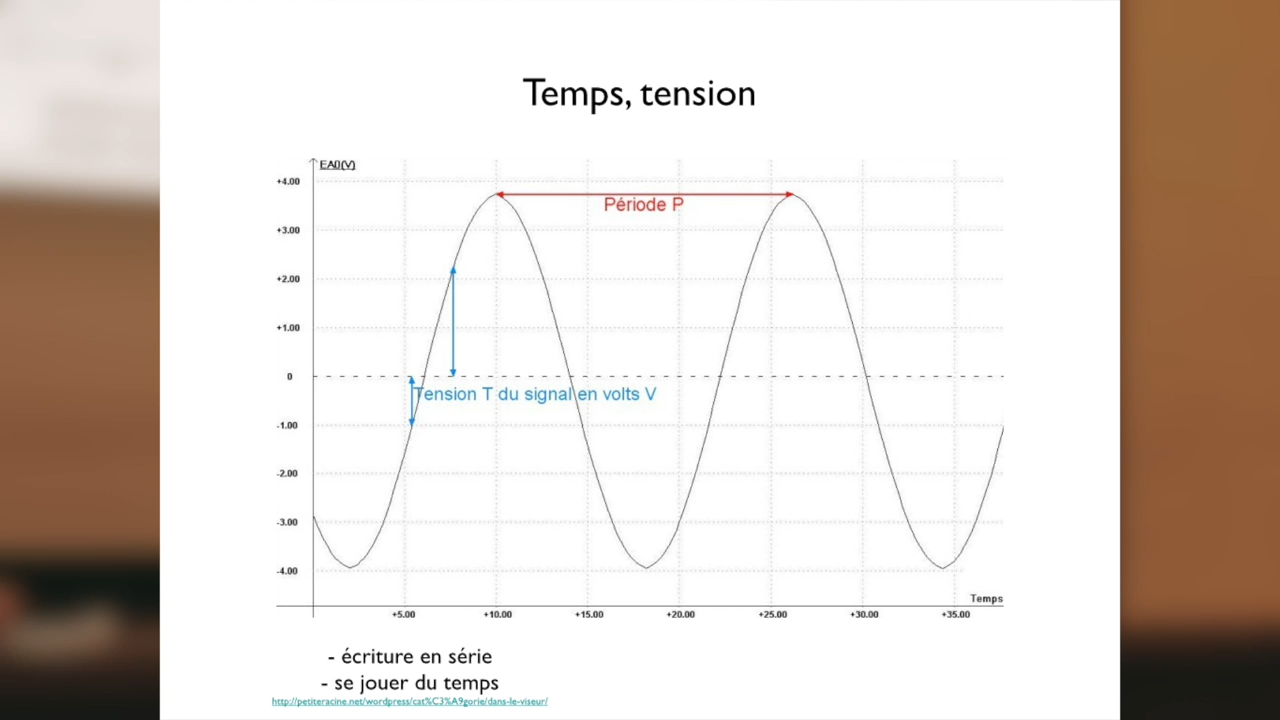 Temps, tension
EA0(V)
+4.00
Période P
+3.00
+2.00
+1.00
0
Tension T du signal en volts V
-1.00
-2.00
-3.00
-4.00
Temps
+5.00 +10.00 +15.00 +20.00 +25.00 +30.00 +35.00
- écriture en série
- se jouer du temps
http://petiteracine.net/wordpress/cat%C3%A9gorie/dans-le-viseur/